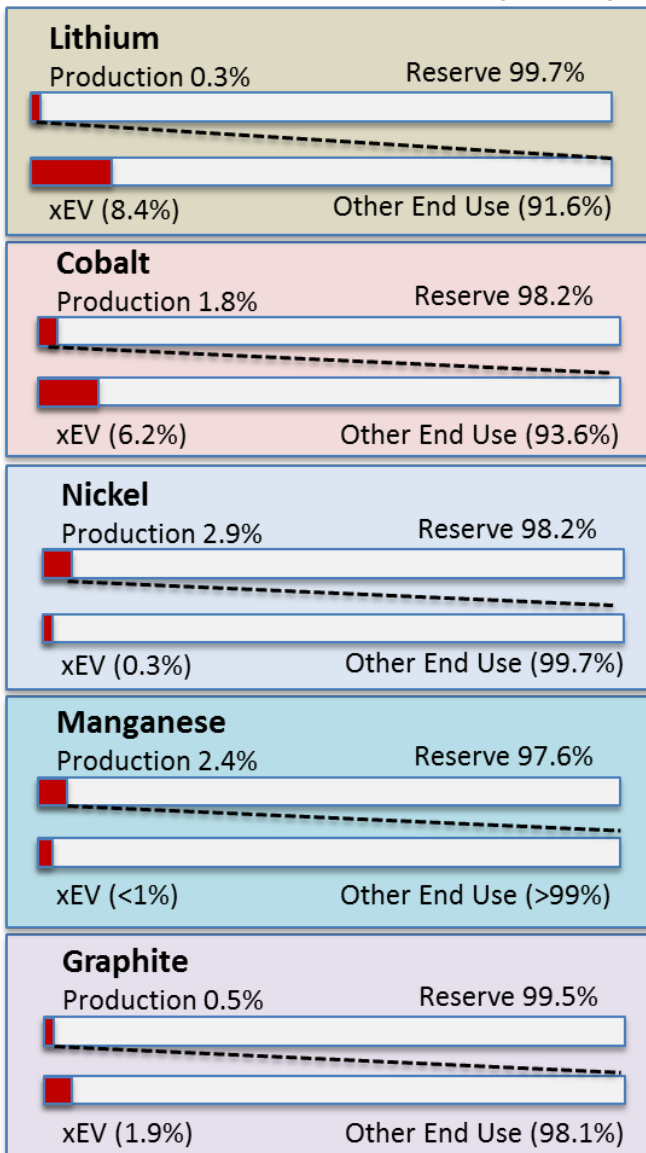 Lithium
Production 0.3% Reserve 99.7%
xEV (8.4%) Other End Use (91.6%)
Cobalt
Production 1.8% Reserve 98.2%
xEV (6.2%) Other End Use (93.6%)
Nickel
Production 2.9% Reserve 98.2%
xEV (0.3%) Other End Use (99.7%)
Manganese
Production 2.4% Reserve 97.6%
xEV (<1%) Other End Use (>99%)
Graphite
Production 0.5% Reserve 99.5%
xEV (1.9%) Other End Use (98.1%)